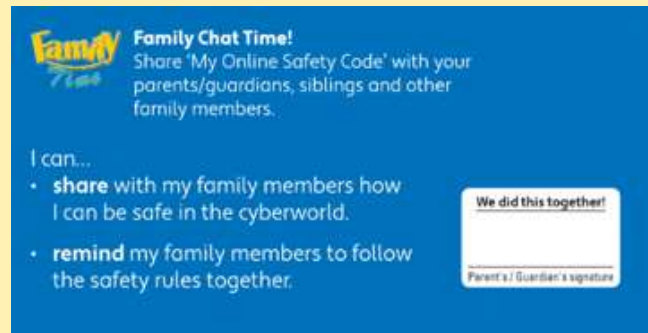 Family
Time
Family Chat Time!
Share 'My Online Safety Code' with your
parents/guardians, siblings and other
family members.
I can...
• share with my family members how
I can be safe in the cyberworld.
• remind my family members to follow
the safety rules together.
We did this together!
Parent's / Guardian's signature